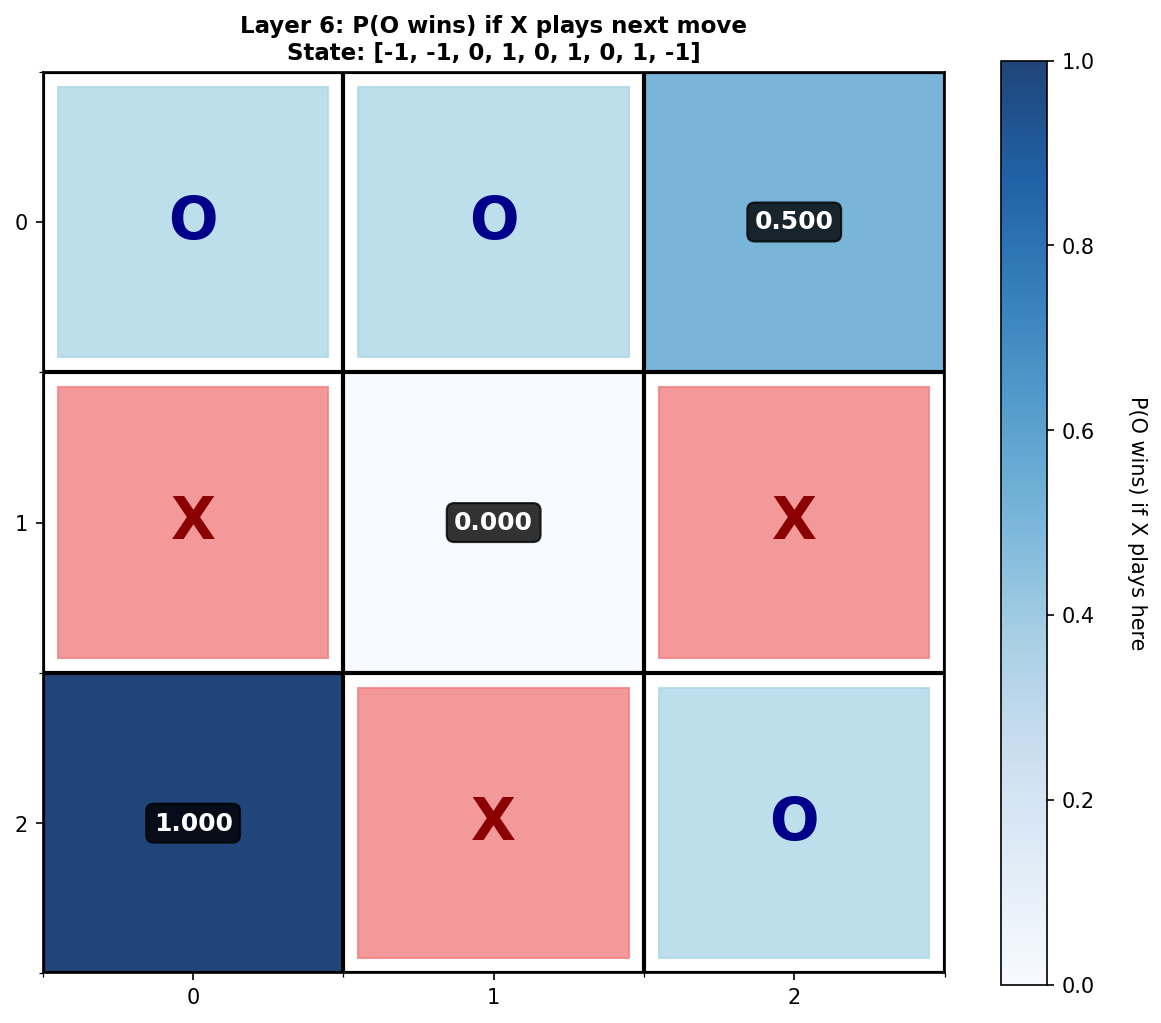 Layer 6: P(O wins) if X plays next move
State: [-1, -1, 0, 1, 0, 1, 0, 1, -1]
O
O
0.500
X
0.000
X
1.000
X
O
0
1
2
0
1
2
1.0
0.8
0.6
0.4
0.2
0.0
P(O wins) if X plays here